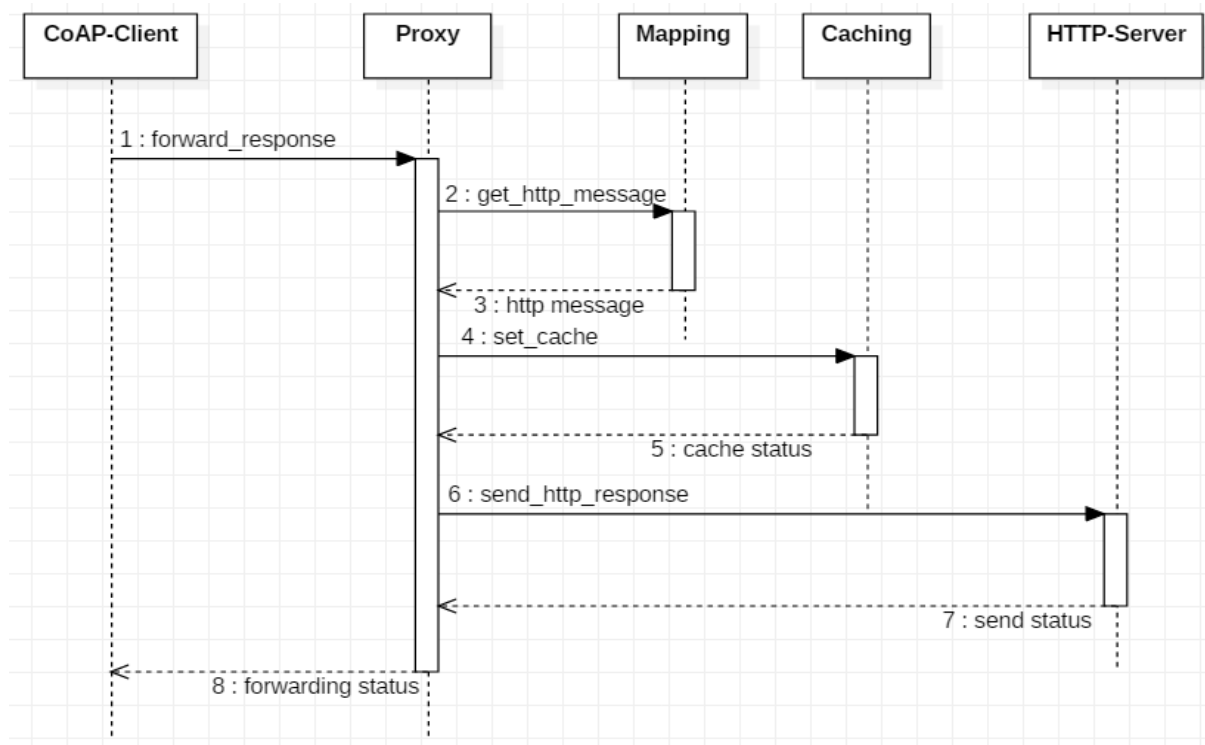 CoAP-Client
Proxy
Mapping
Caching
HTTP-Server
1 : forward_response
2 : get_http_message
3 : http message
4 : set_cache
5 : cache status
6 : send_http_response
7 : send status
8 : forwarding status